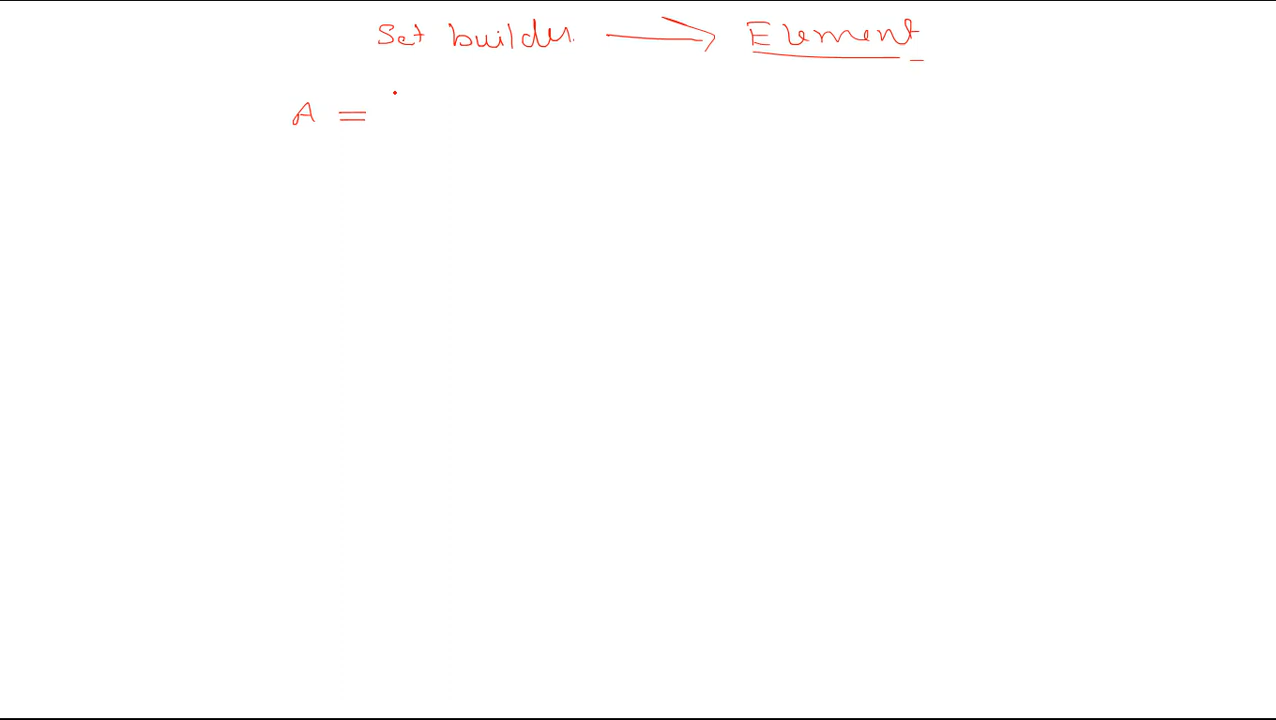 Set builder → Element
A =